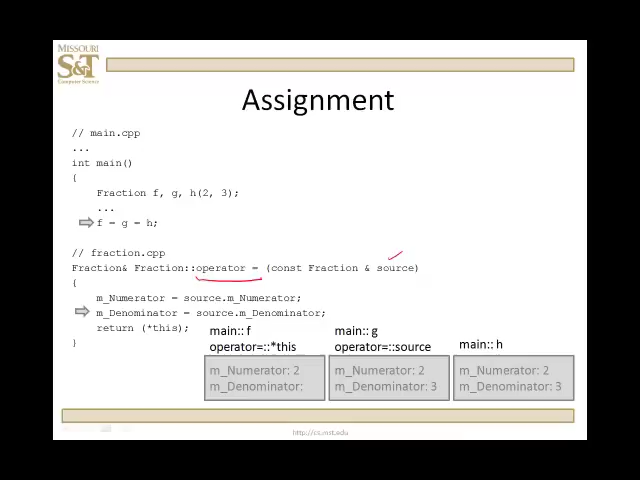 MISSOURI
S&T
Computer Science
Assignment
// main.cpp
...
int main()
{
Fraction f, g, h(2, 3);
...
f = g = h;
// fraction.cpp
Fraction& Fraction::operator = (const Fraction & source)
{
m_Numerator = source.m_Numerator;
m_Denominator = source.m_Denominator;
return (*this);
}
main:: f
operator=::*this
m_Numerator: 2
m_Denominator:
main:: g
operator=::source
m_Numerator: 2
m_Denominator: 3
main:: h
m_Numerator: 2
m_Denominator: 3
http://cs.mst.edu